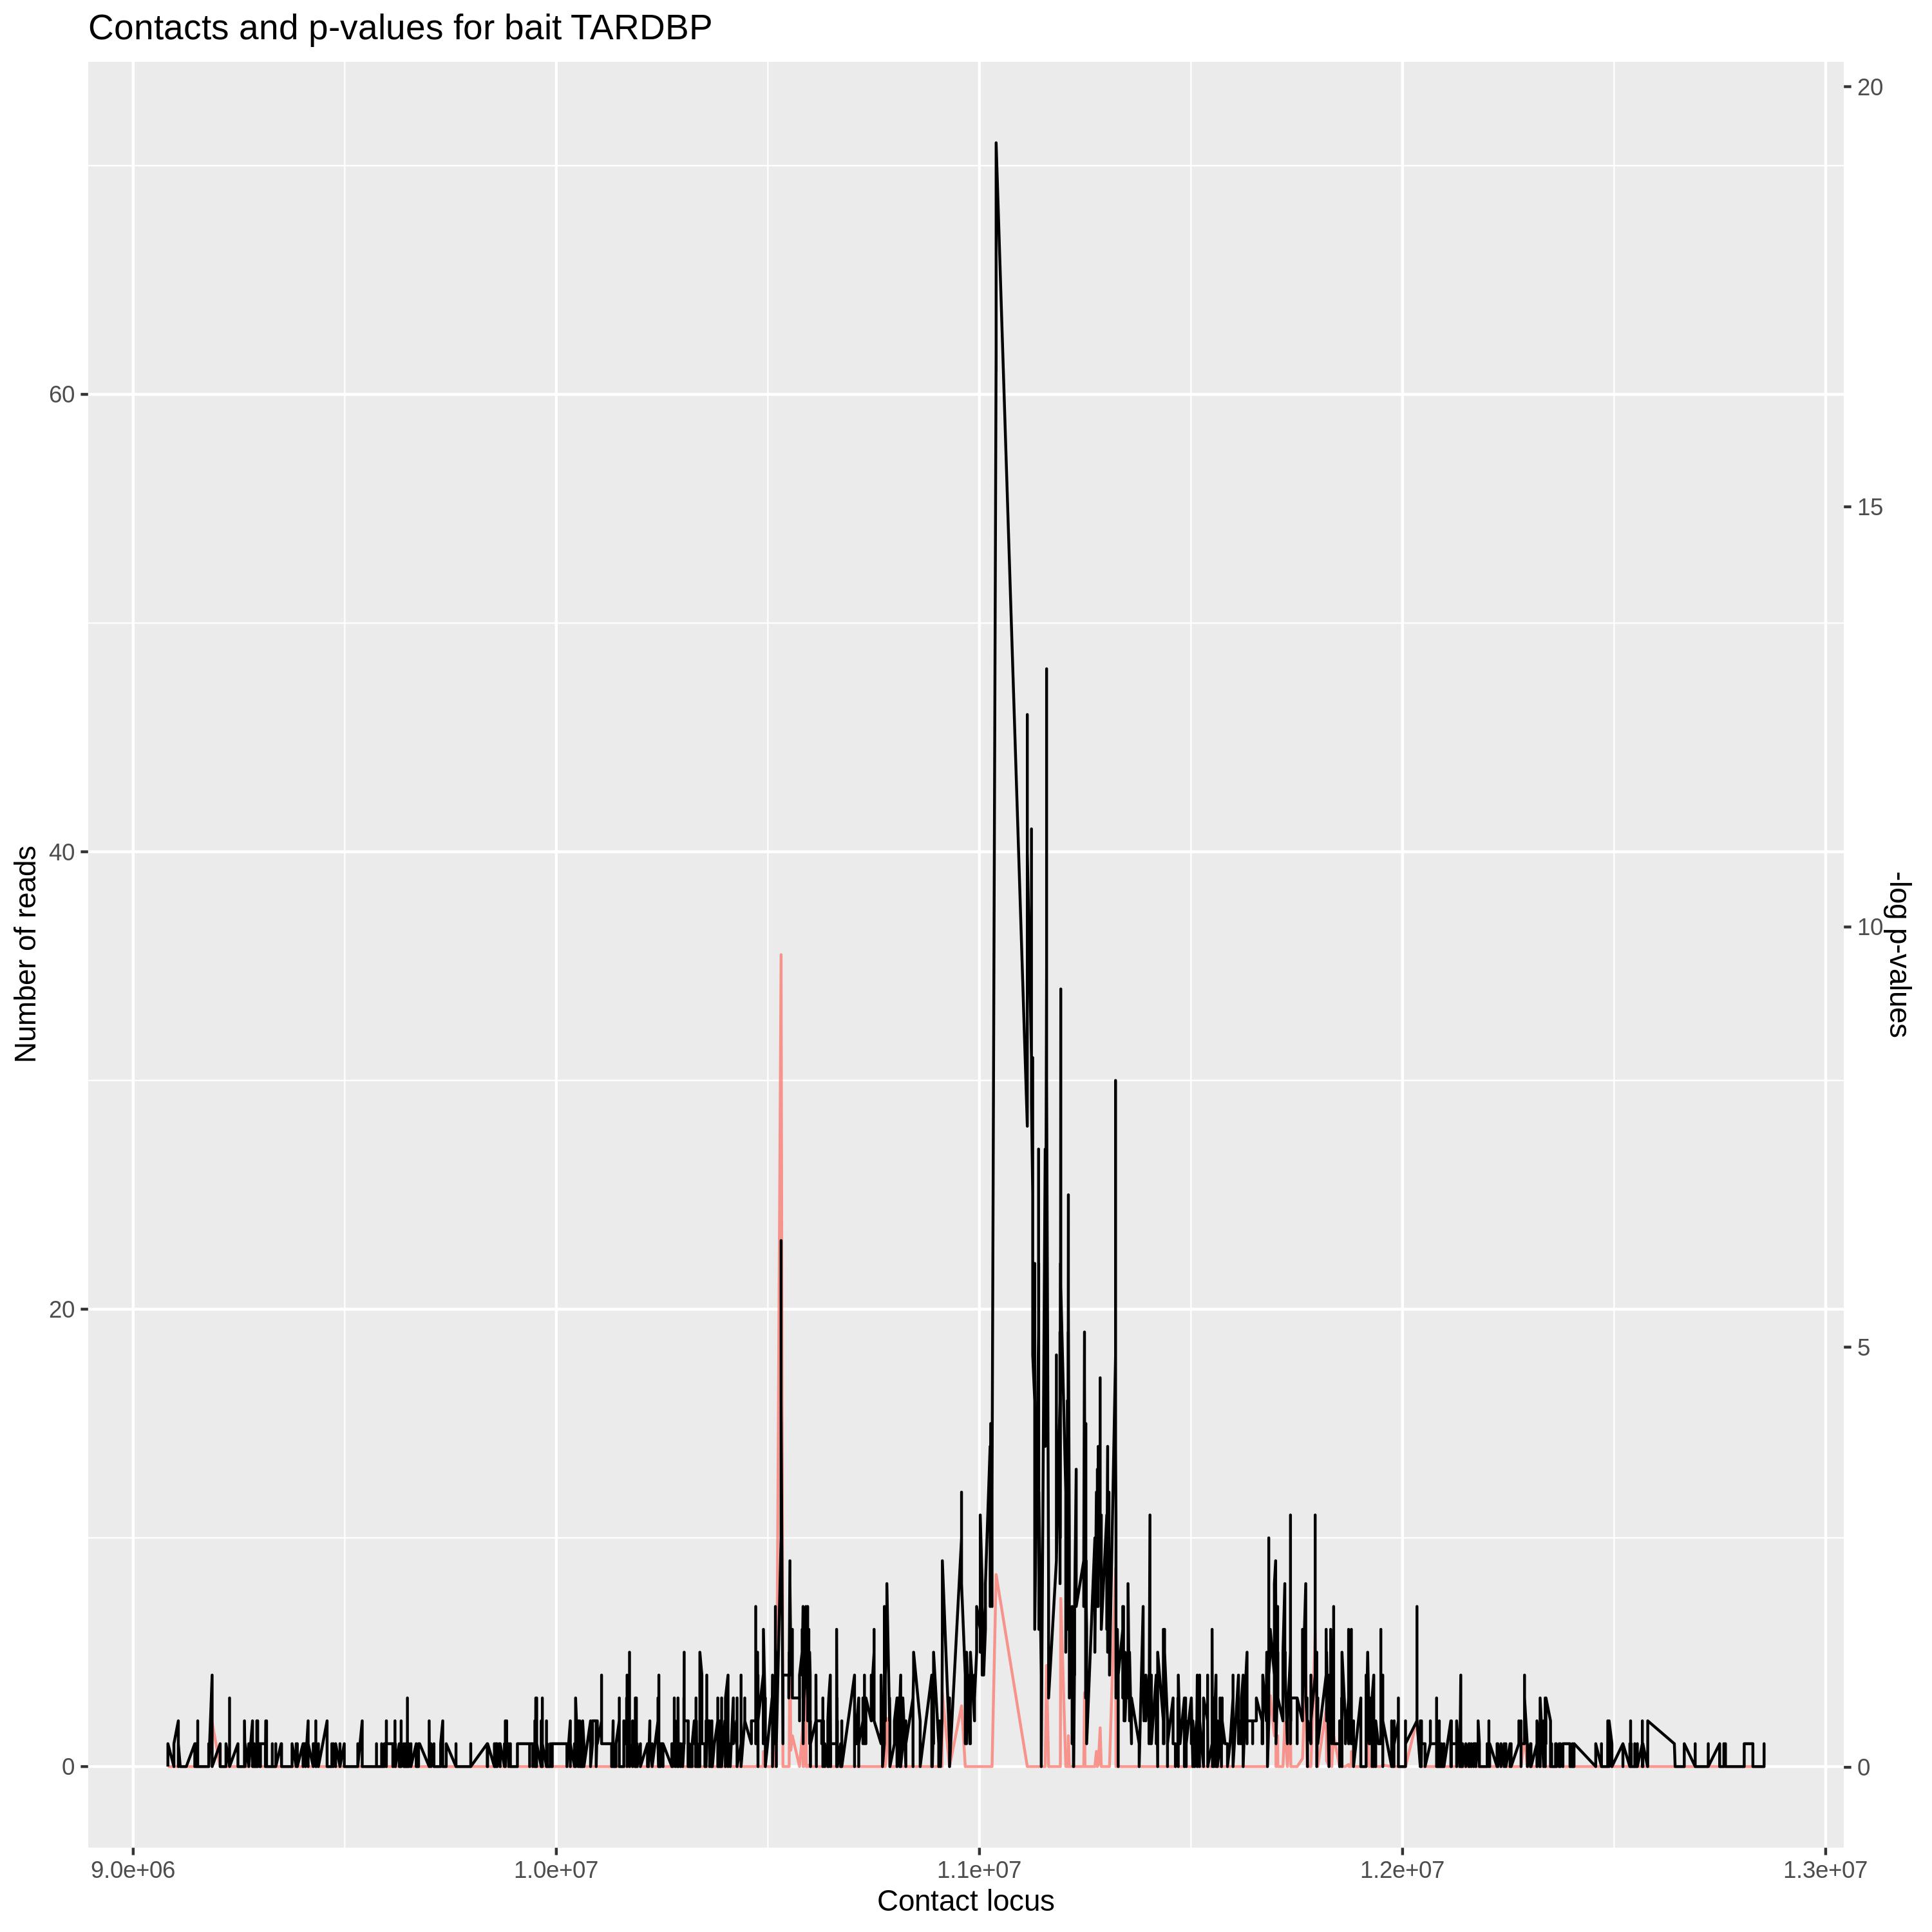 Contacts and p-values for bait TARDBP
Number of reads
60
40
20
0
20
15
10
5
0
-log p-values
9.0e+06
1.0e+07
1.1e+07
1.2e+07
1.3e+07
Contact locus